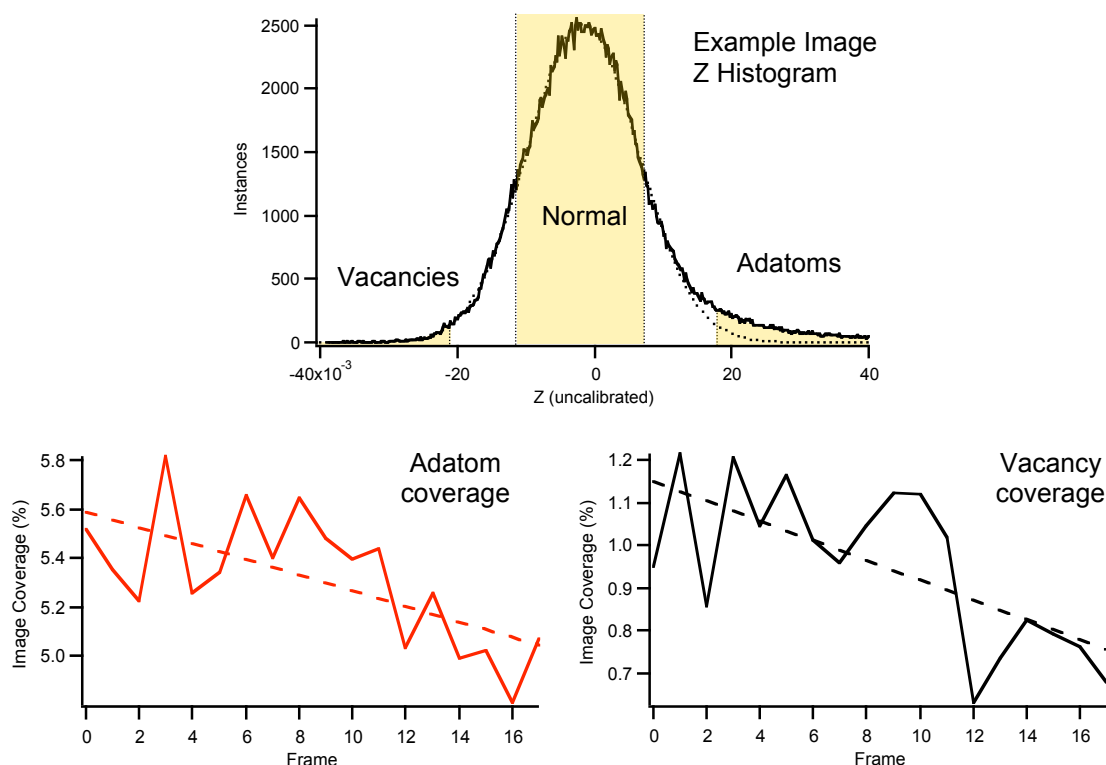 Example Image
Z Histogram
2500
2000
1500
1000
500
0
Instances
Vacancies
Normal
Adatoms
-40x10⁻³
-20
0
20
40
Z (uncalibrated)
Adatom
coverage
5.8
5.6
5.4
5.2
5.0
Image Coverage (%)
0
2
4
6
8
10
12
14
16
Frame
Vacancy
coverage
1.2
1.1
1.0
0.9
0.8
0.7
Image Coverage (%)
0
2
4
6
8
10
12
14
16
Frame